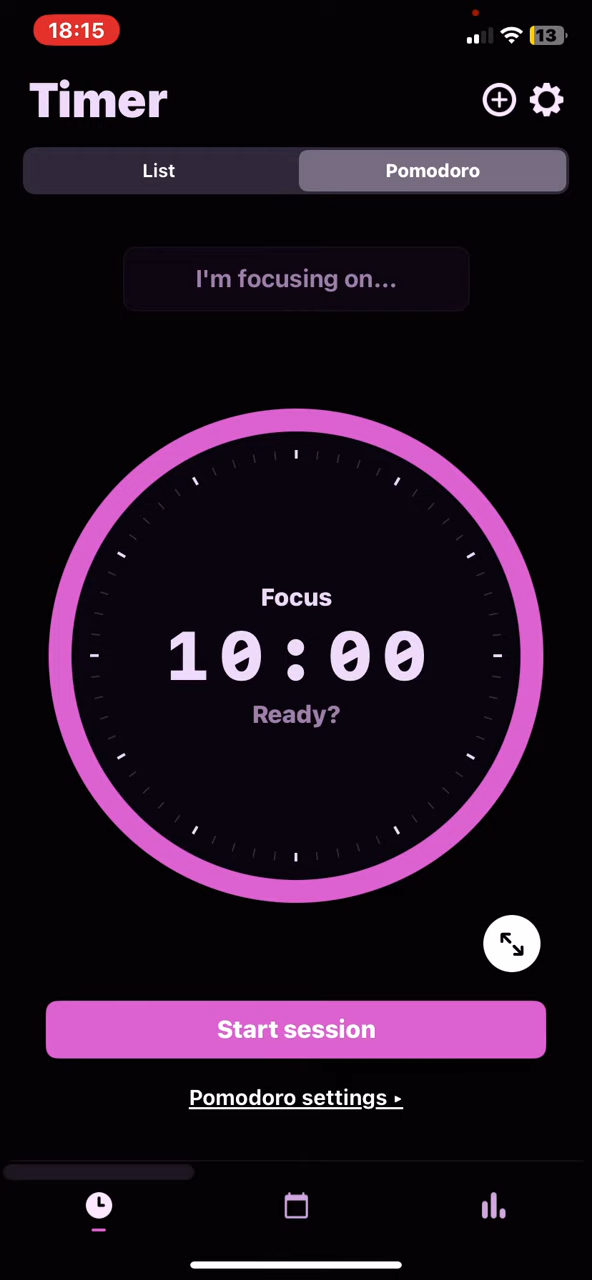 18:15
13
Timer
List
Pomodoro
I'm focusing on...
Focus
10:00
Ready?
Start session
Pomodoro settings ▸